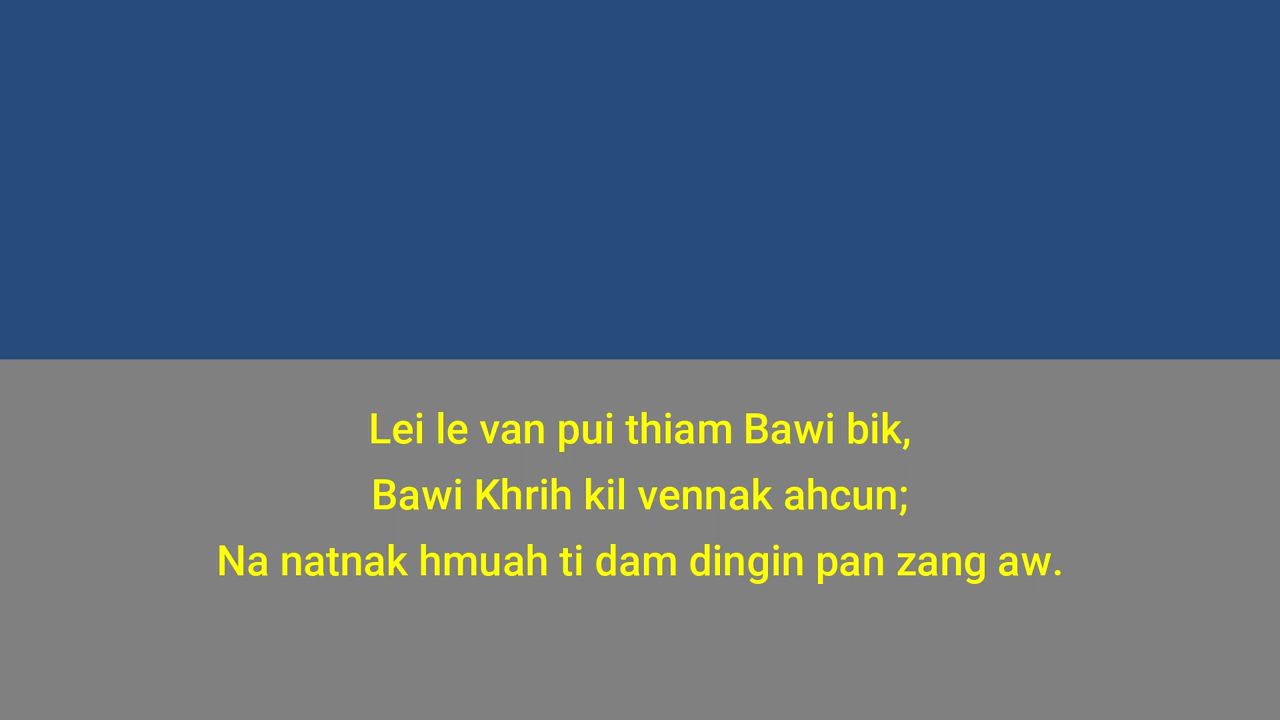 Lei le van pui thiam Bawi bik,
Bawi Khrih kil vennak ahcun;
Na natnak hmuah ti dam dingin pan zang aw.